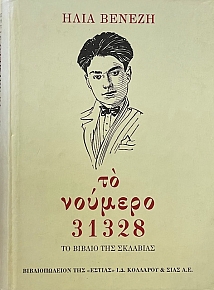 ΗΛΙΑ ΒΕΝΕΖΗ
τὸ
νούμερο
31328
ΤΟ ΒΙΒΛΙΟ ΤΗΣ ΣΚΛΑΒΙΑΣ
ΒΙΒΛΙΟΠΩΛΕΙΟΝ ΤΗΣ «ΕΣΤΙΑΣ» Ι.Δ. ΚΟΛΛΑΡΟΥ & ΣΙΑΣ Α.Ε.